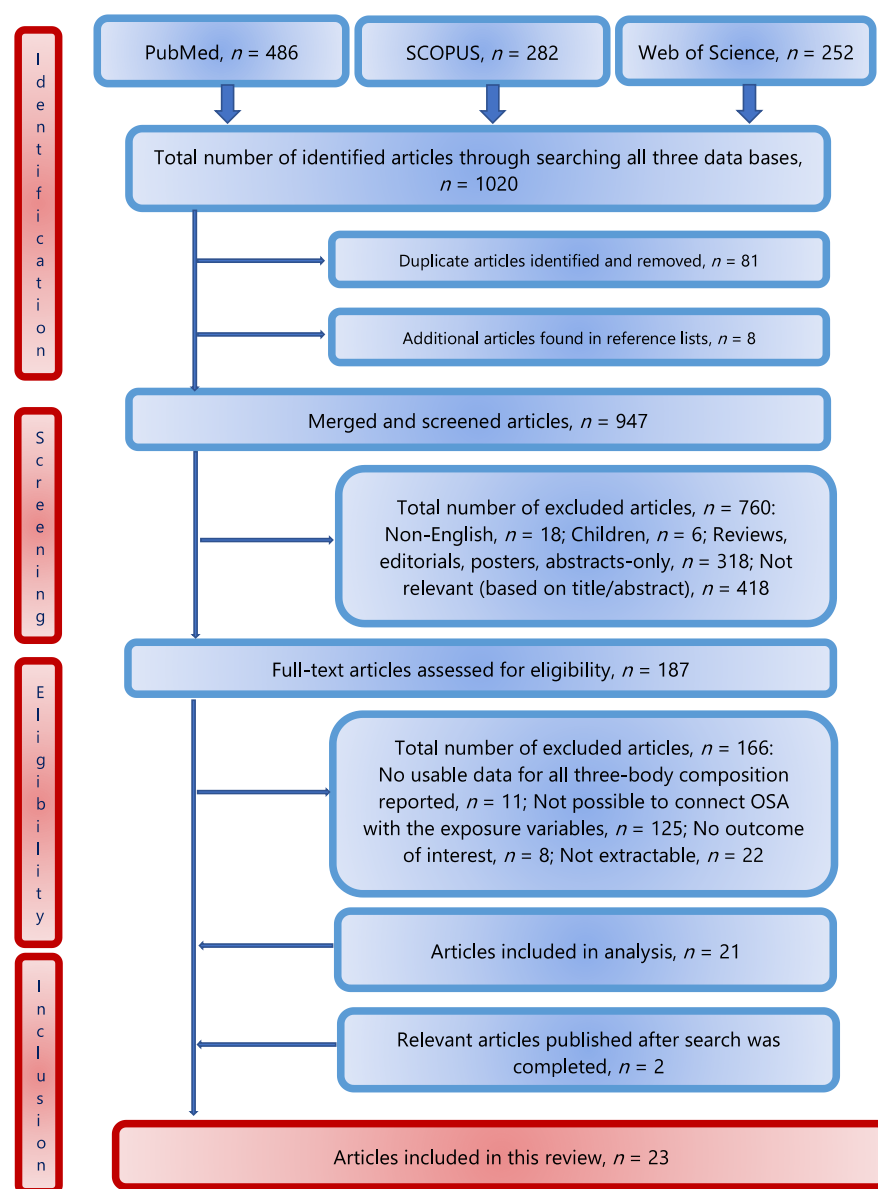 Identification
PubMed, n = 486
SCOPUS, n = 282
Web of Science, n = 252
Total number of identified articles through searching all three data bases,
n = 1020
Duplicate articles identified and removed, n = 81
Additional articles found in reference lists, n = 8
Screening
Merged and screened articles, n = 947
Total number of excluded articles, n = 760:
Non-English, n = 18; Children, n = 6; Reviews,
editorials, posters, abstracts-only, n = 318; Not
relevant (based on title/abstract), n = 418
Eligibility
Full-text articles assessed for eligibility, n = 187
Total number of excluded articles, n = 166:
No usable data for all three-body composition
reported, n = 11; Not possible to connect OSA
with the exposure variables, n = 125; No outcome
of interest, n = 8; Not extractable, n = 22
Articles included in analysis, n = 21
Inclusion
Relevant articles published after search was
completed, n = 2
Articles included in this review, n = 23